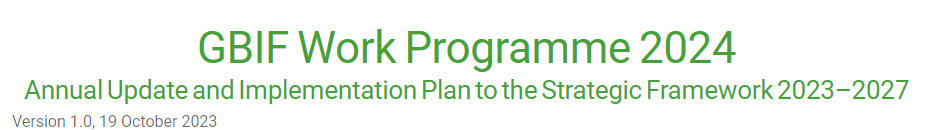 GBIF Work Programme 2024
Annual Update and Implementation Plan to the Strategic Framework 2023–2027
Version 1.0, 19 October 2023